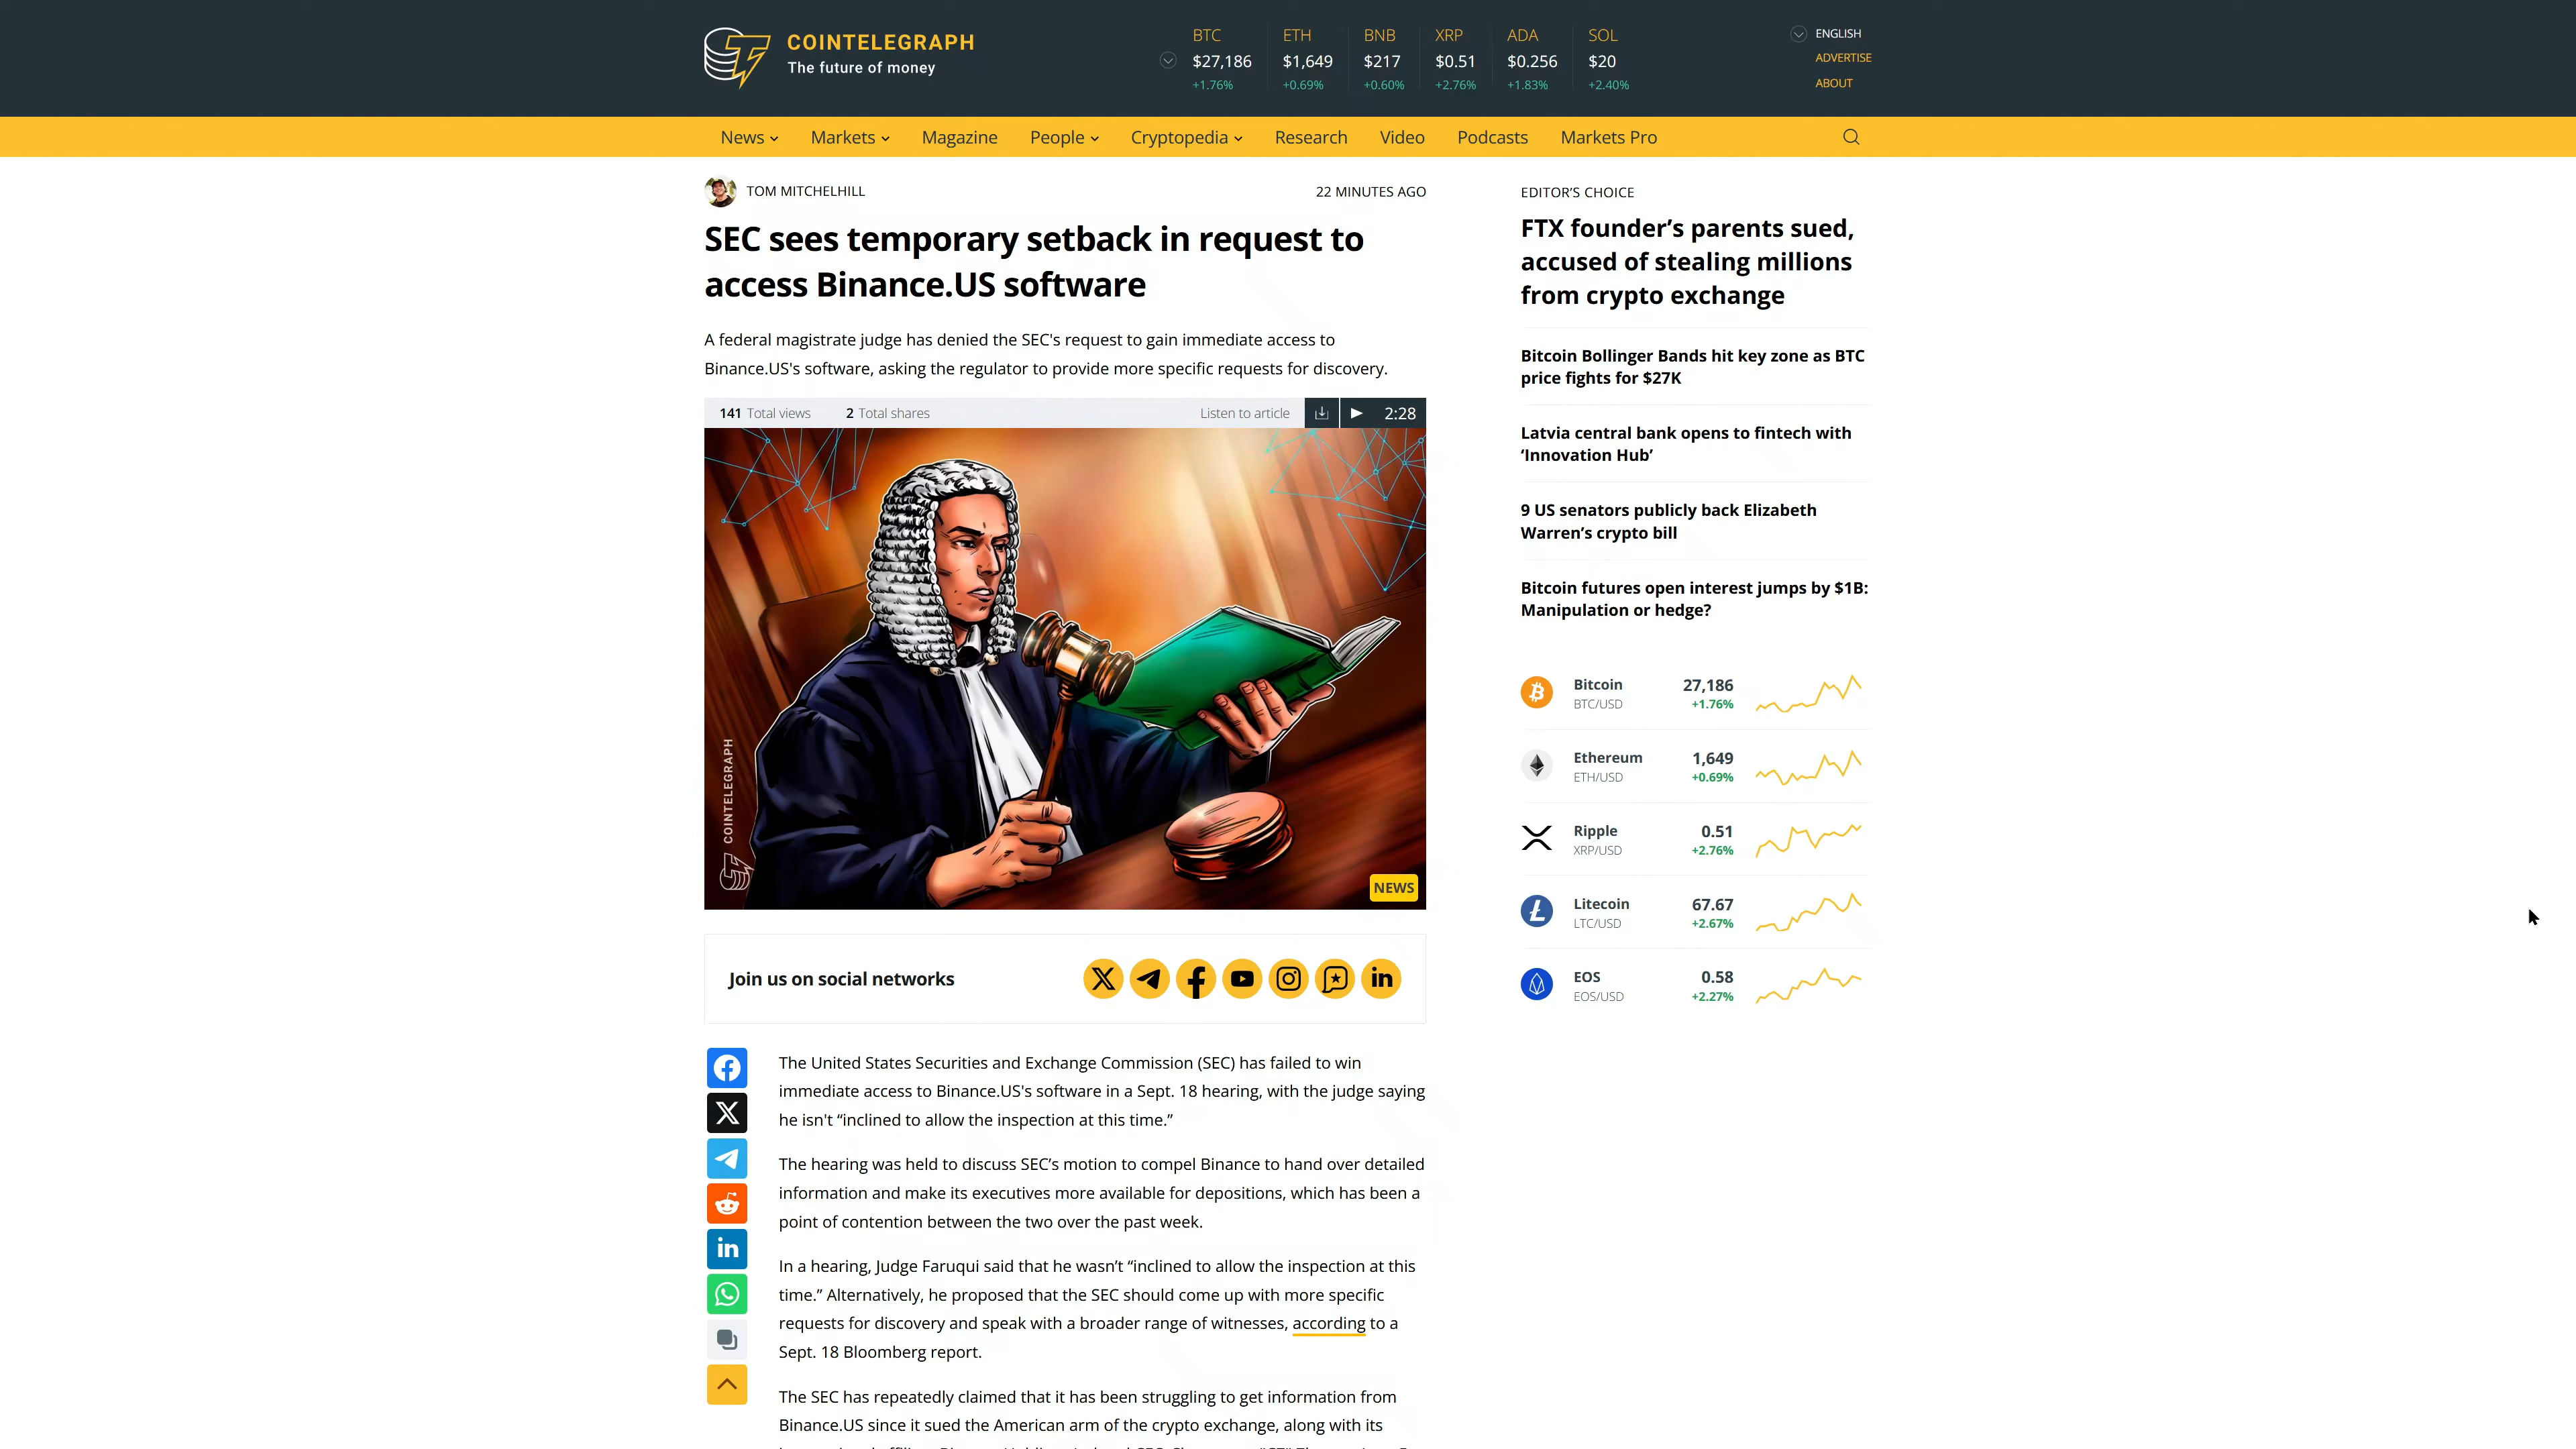 COINTELEGRAPH
The future of money
BTC
$27,186
+1.76%
ETH
$1,649
+0.69%
BNB
$217
+0.60%
XRP
$0.51
+2.76%
ADA
$0.256
+1.83%
SOL
$20
+2.40%
ENGLISH
ADVERTISE
ABOUT
News Markets Magazine People Cryptopedia Research Video Podcasts Markets Pro
TOM MITCHELHILL
22 MINUTES AGO
SEC sees temporary setback in request to
access Binance.US software
A federal magistrate judge has denied the SEC's request to gain immediate access to
Binance.US's software, asking the regulator to provide more specific requests for discovery.
141 Total views 2 Total shares Listen to article 2:28
COINTELEGRAPH
NEWS
Join us on social networks
The United States Securities and Exchange Commission (SEC) has failed to win
immediate access to Binance.US's software in a Sept. 18 hearing, with the judge saying
he isn't “inclined to allow the inspection at this time.”
The hearing was held to discuss SEC’s motion to compel Binance to hand over detailed
information and make its executives more available for depositions, which has been a
point of contention between the two over the past week.
In a hearing, Judge Faruqui said that he wasn’t “inclined to allow the inspection at this
time.” Alternatively, he proposed that the SEC should come up with more specific
requests for discovery and speak with a broader range of witnesses, according to a
Sept. 18 Bloomberg report.
The SEC has repeatedly claimed that it has been struggling to get information from
Binance.US since it sued the American arm of the crypto exchange, along with its
EDITOR’S CHOICE
FTX founder’s parents sued,
accused of stealing millions
from crypto exchange
Bitcoin Bollinger Bands hit key zone as BTC
price fights for $27K
Latvia central bank opens to fintech with
‘Innovation Hub’
9 US senators publicly back Elizabeth
Warren’s crypto bill
Bitcoin futures open interest jumps by $1B:
Manipulation or hedge?
Bitcoin 27,186
BTC/USD +1.76%
Ethereum 1,649
ETH/USD +0.69%
Ripple 0.51
XRP/USD +2.76%
Litecoin 67.67
LTC/USD +2.67%
EOS 0.58
EOS/USD +2.27%